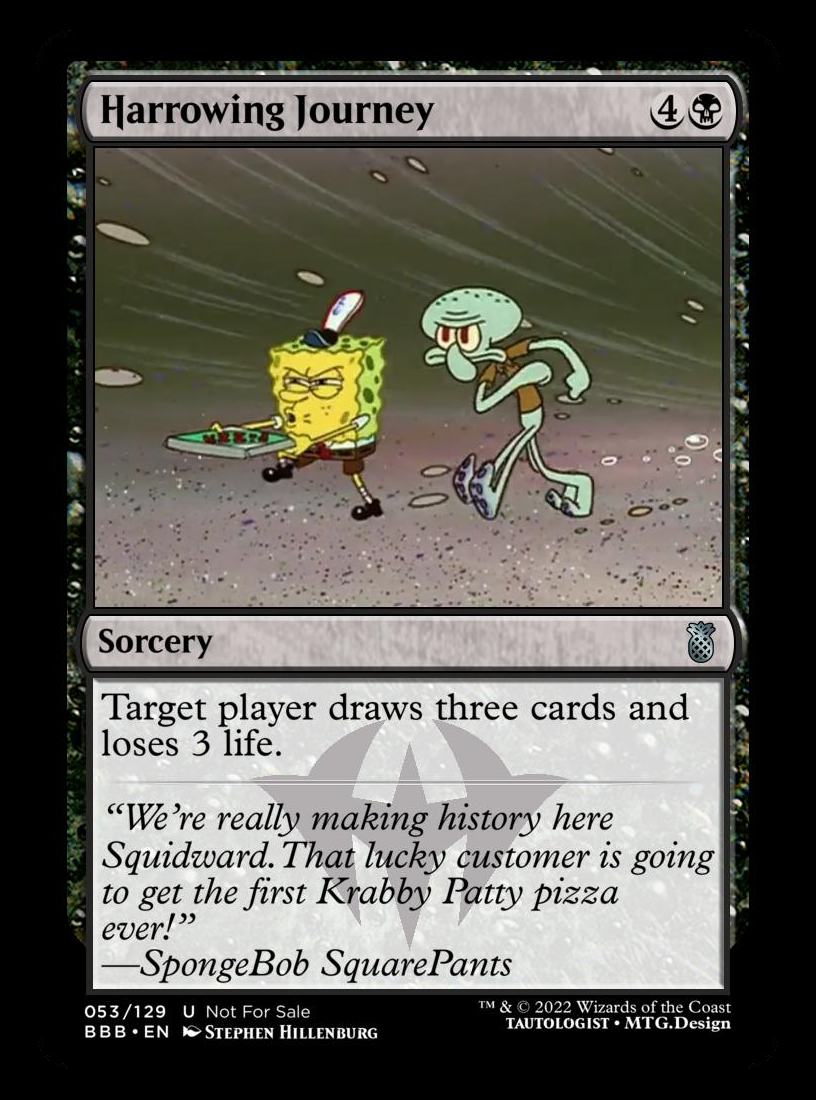 Harrowing Journey 4
Sorcery
Target player draws three cards and
loses 3 life.
“We’re really making history here
Squidward. That lucky customer is going
to get the first Krabby Patty pizza
ever!”
—SpongeBob SquarePants
053/129 U Not For Sale
BBB • EN STEPHEN HILLENBURG
™ & © 2022 Wizards of the Coast
TAUTOLOGIST • MTG.Design